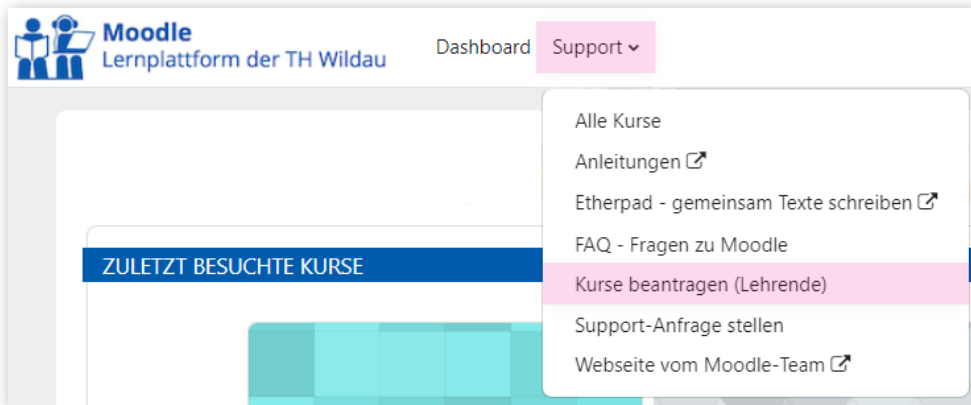 Moodle
Lernplattform der TH Wildau
Dashboard
Support
Alle Kurse
Anleitungen
Etherpad - gemeinsam Texte schreiben
FAQ - Fragen zu Moodle
ZULETZT BESUCHTE KURSE
Kurse beantragen (Lehrende)
Support-Anfrage stellen
Webseite vom Moodle-Team